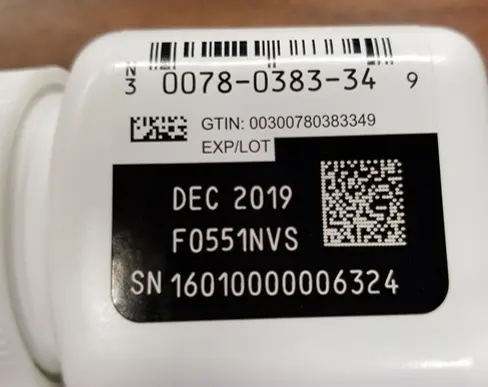 N
3 0078-0383-34 9
GTIN: 00300780383349
EXP/LOT
DEC 2019
F0551NVS
SN 16010000006324